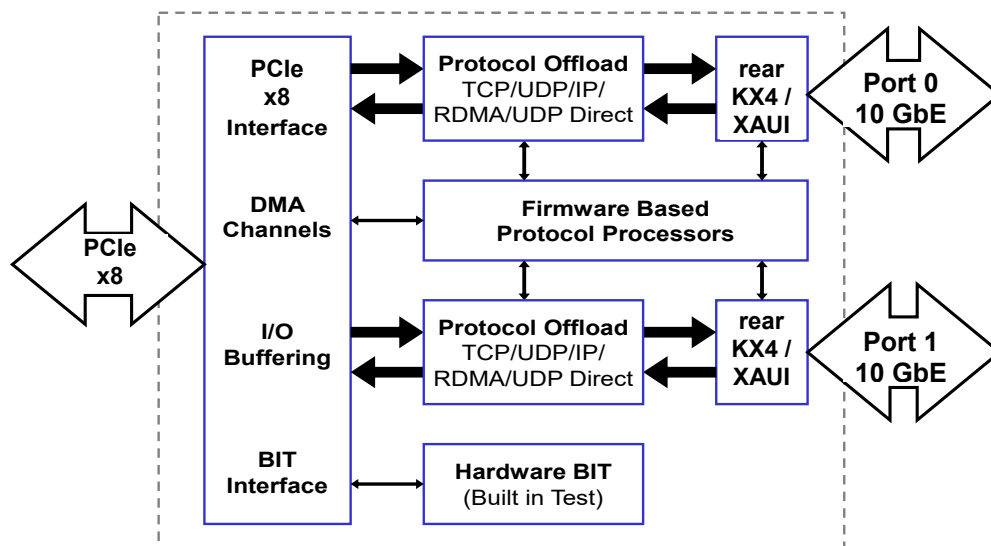 PCIe
x8
PCIe
x8
Interface
DMA
Channels
I/O
Buffering
BIT
Interface
Protocol Offload
TCP/UDP/IP/
RDMA/UDP Direct
rear
KX4 /
XAUI
Port 0
10 GbE
Firmware Based
Protocol Processors
Protocol Offload
TCP/UDP/IP/
RDMA/UDP Direct
rear
KX4 /
XAUI
Port 1
10 GbE
Hardware BIT
(Built in Test)